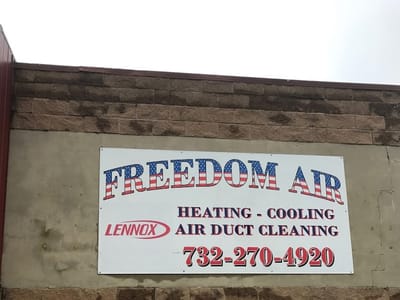 FREEDOM AIR
HEATING - COOLING
LENNOX AIR DUCT CLEANING
732-270-4920